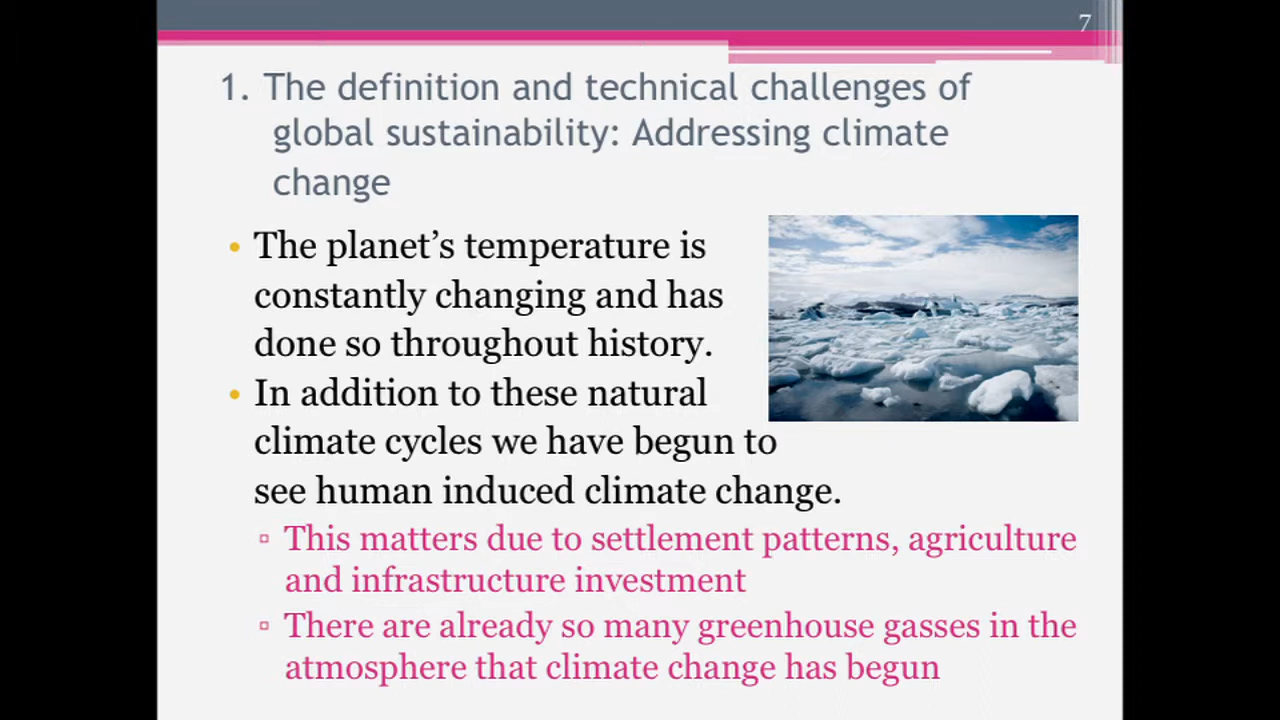 7
1. The definition and technical challenges of
global sustainability: Addressing climate
change
• The planet’s temperature is
constantly changing and has
done so throughout history.
• In addition to these natural
climate cycles we have begun to
see human induced climate change.
▫ This matters due to settlement patterns, agriculture
and infrastructure investment
▫ There are already so many greenhouse gasses in the
atmosphere that climate change has begun